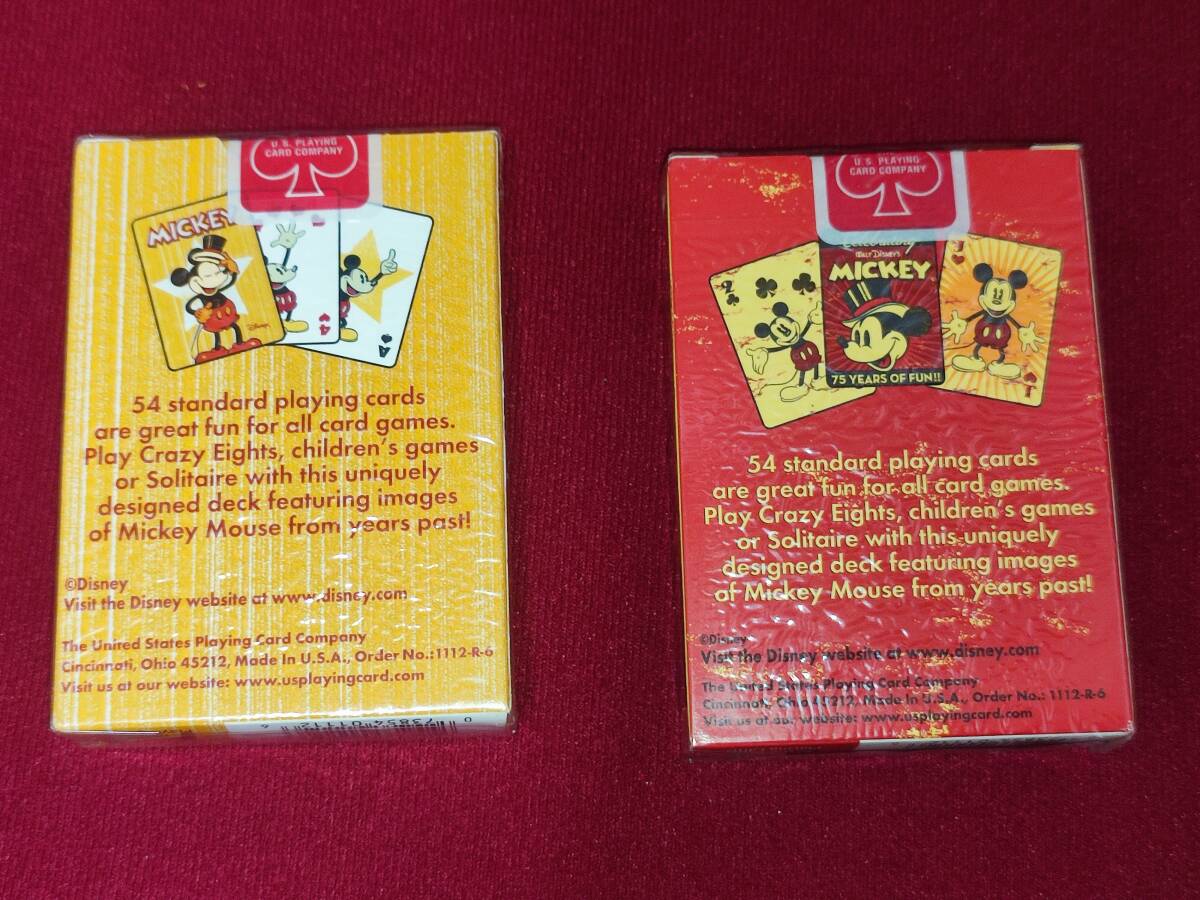 U.S. PLAYING
CARD COMPANY
MICKEY
Disney
4
A
54 standard playing cards
are great fun for all card games.
Play Crazy Eights, children's games
or Solitaire with this uniquely
designed deck featuring images
of Mickey Mouse from years past!
©Disney
Visit the Disney website at www.disney.com
The United States Playing Card Company
Cincinnati, Ohio 45212, Made In U.S.A., Order No.:1112-R-6
Visit us at our website: www.usplayingcard.com
U.S. PLAYING
CARD COMPANY
2
Celebrating
WALT DISNEY'S
MICKEY
75 YEARS OF FUN!!
J
J
54 standard playing cards
are great fun for all card games.
Play Crazy Eights, children's games
or Solitaire with this uniquely
designed deck featuring images
of Mickey Mouse from years past!
©Disney
Visit the Disney website at www.disney.com
The United States Playing Card Company
Cincinnati, Ohio 45212, Made In U.S.A., Order No.: 1112-R-6
Visit us at our website: www.usplayingcard.com